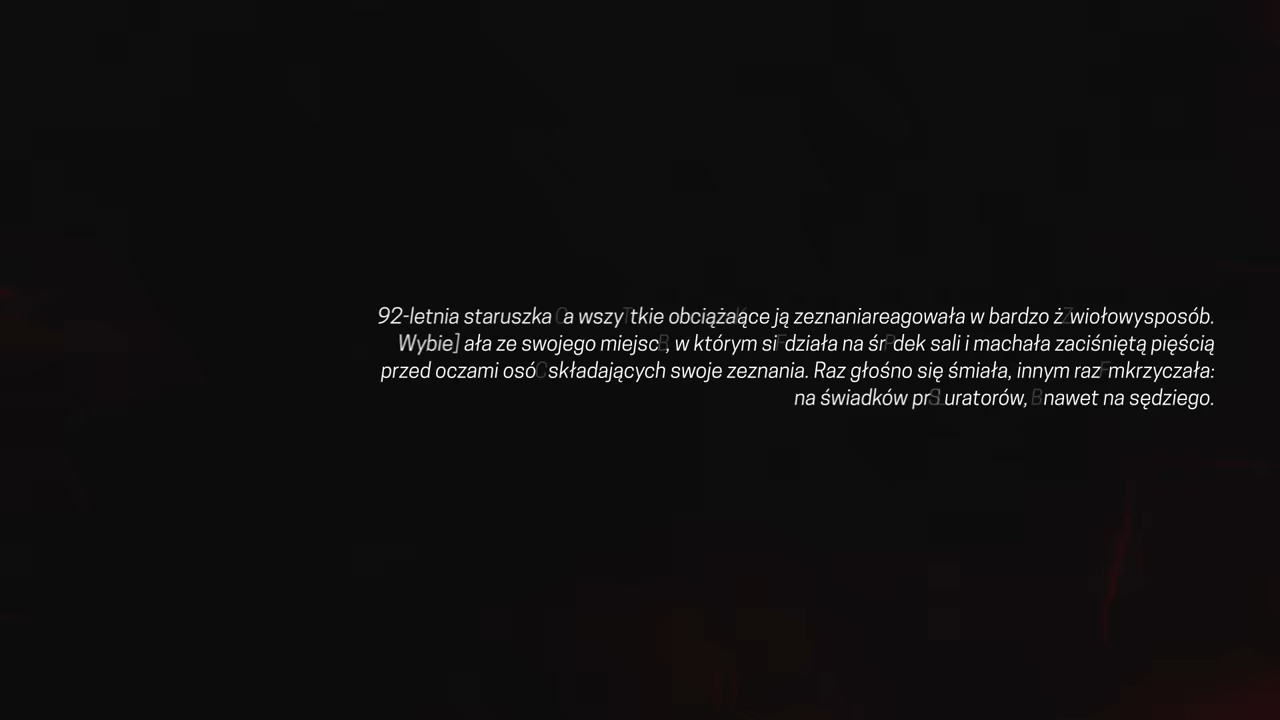 92-letnia staruszka a wszy tkie obciążaące ją zeznaniareagowała w bardzo ż wiołowysposób.
Wybie] ała ze swojego miejsc , w którym si działa na śr dek sali i machała zaciśniętą pięścią
przed oczami osó składających swoje zeznania. Raz głośno się śmiała, innym raz mkrzyczała:
na świadków pr uratorów, nawet na sędziego.